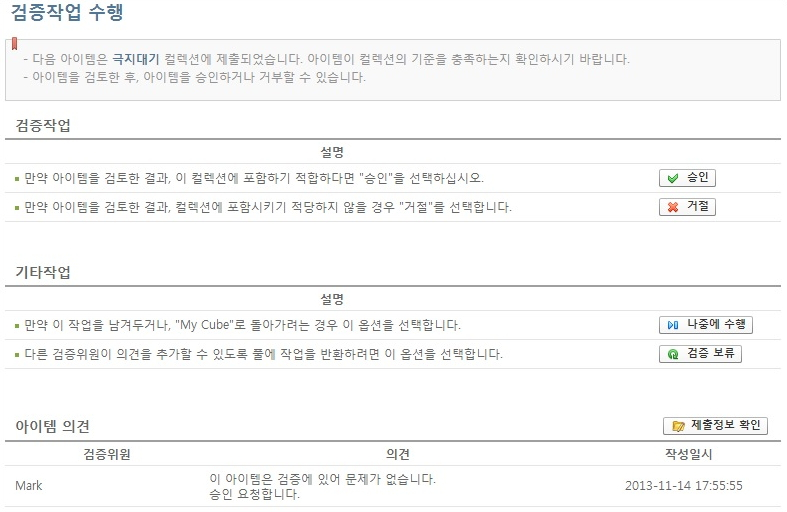 검증작업 수행
- 다음 아이템은 극지대기 컬렉션에 제출되었습니다. 아이템이 컬렉션의 기준을 충족하는지 확인하시기 바랍니다.
- 아이템을 검토한 후, 아이템을 승인하거나 거부할 수 있습니다.
검증작업
설명
만약 아이템을 검토한 결과, 이 컬렉션에 포함하기 적합하다면 "승인"을 선택하십시오. 승인
만약 아이템을 검토한 결과, 컬렉션에 포함시키기 적당하지 않을 경우 "거절"를 선택합니다. 거절
기타작업
설명
만약 이 작업을 남겨두거나, "My Cube"로 돌아가려는 경우 이 옵션을 선택합니다. 나중에 수행
다른 검증위원이 의견을 추가할 수 있도록 풀에 작업을 반환하려면 이 옵션을 선택합니다. 검증 보류
아이템 의견 제출정보 확인
검증위원 의견 작성일시
Mark 이 아이템은 검증에 있어 문제가 없습니다. 2013-11-14 17:55:55
승인 요청합니다.